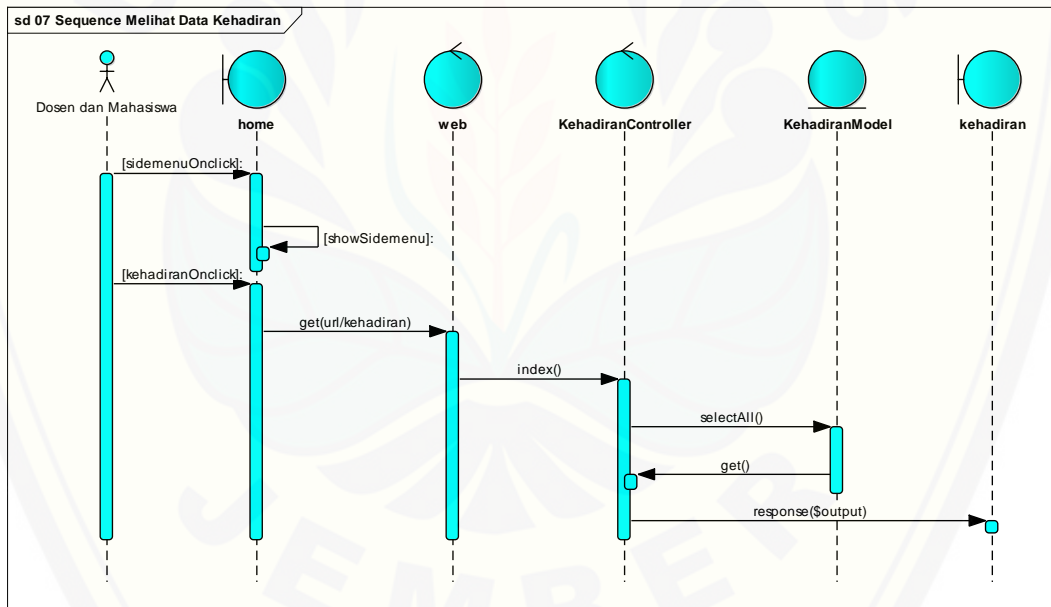 sd 07 Sequence Melihat Data Kehadiran
Dosen dan Mahasiswa
home
web
KehadiranController
KehadiranModel
kehadiran
[sidemenuOnclick]:
[showSidemenu]:
[kehadiranOnclick]:
get(url/kehadiran)
index()
selectAll()
get()
response($output)
JEMBER